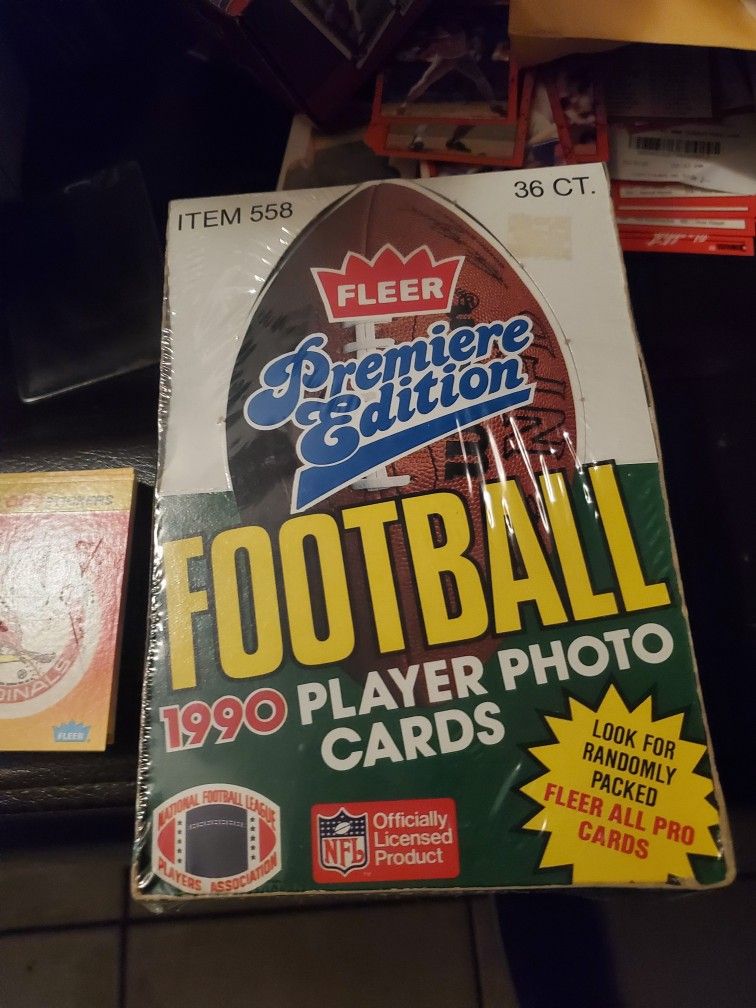 ITEM 558
36 CT.
FLEER
Premiere
Edition
FOOTBALL
1990 PLAYER PHOTO
CARDS
LOOK FOR
RANDOMLY
PACKED
FLEER ALL PRO
CARDS
NATIONAL FOOTBALL LEAGUE
PLAYERS ASSOCIATION
NFL
Officially
Licensed
Product
STICKERS
FLEER